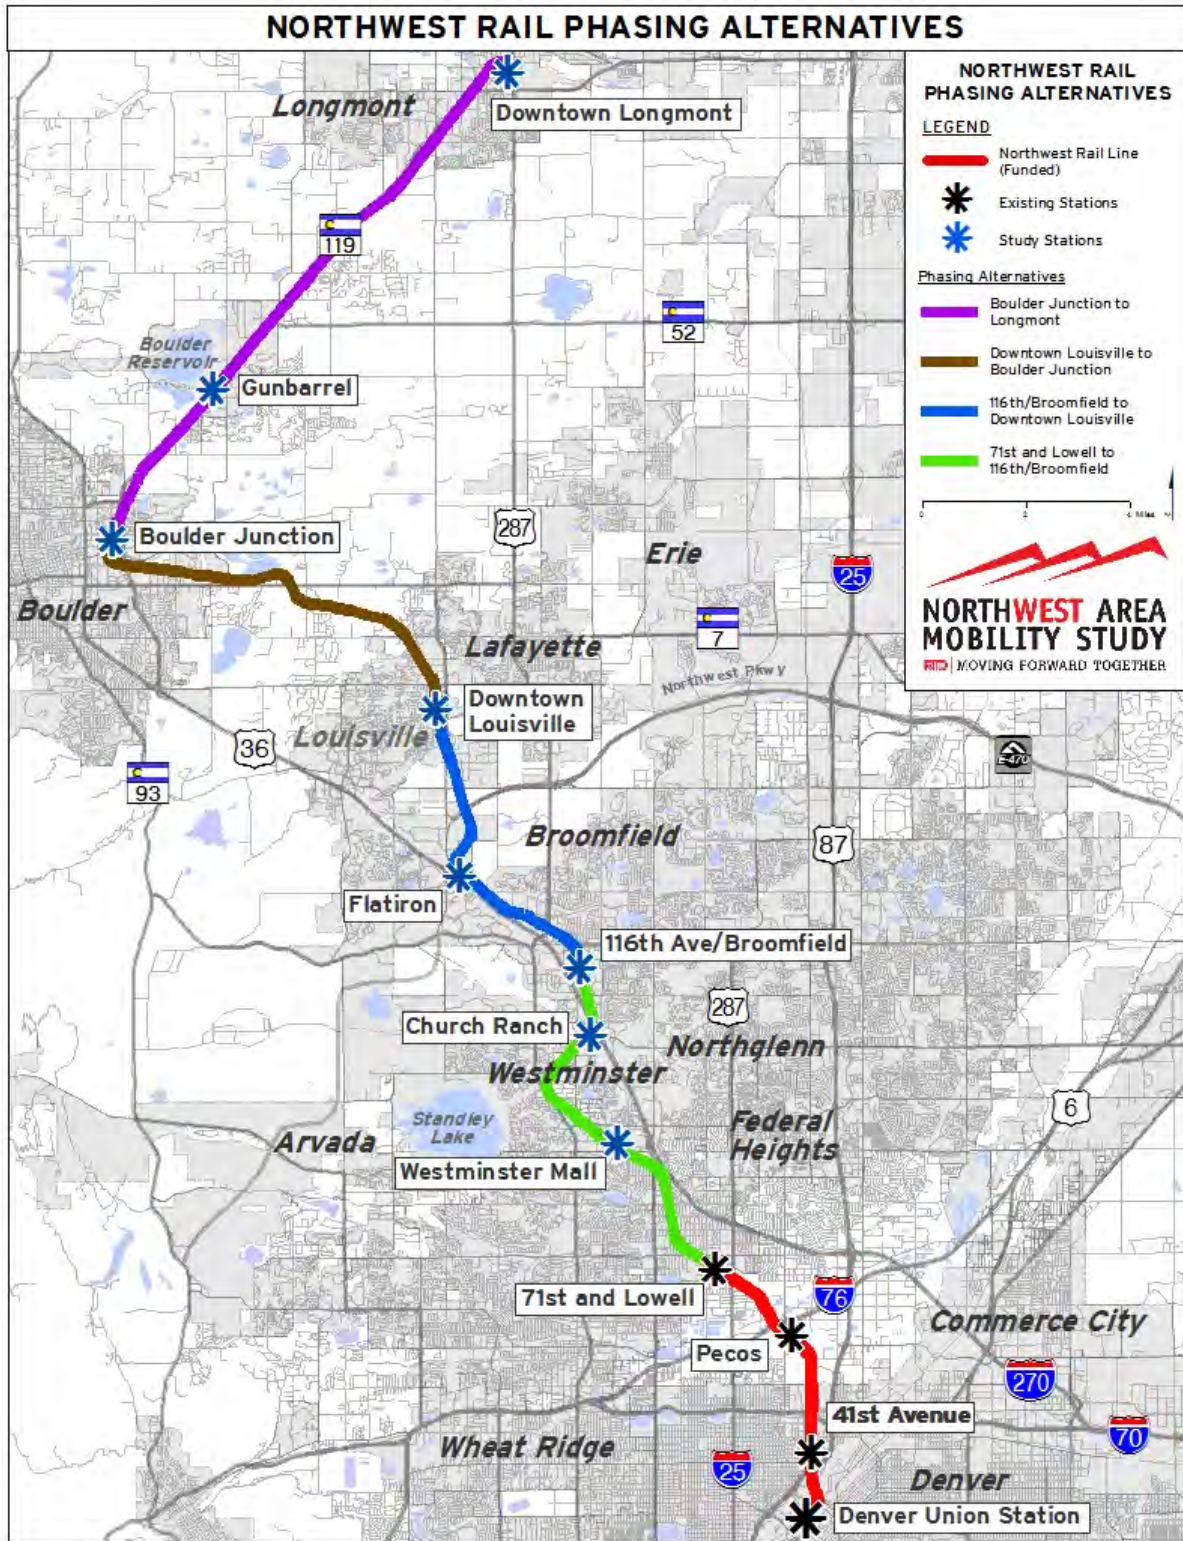 NORTHWEST RAIL PHASING ALTERNATIVES
NORTHWEST RAIL
PHASING ALTERNATIVES
LEGEND
Northwest Rail Line
(Funded)
Existing Stations
Study Stations
Phasing Alternatives
Boulder Junction to
Longmont
Downtown Louisville to
Boulder Junction
116th/Broomfield to
Downtown Louisville
71st and Lowell to
116th/Broomfield
Miles
NORTHWEST AREA
MOBILITY STUDY
RTD | MOVING FORWARD TOGETHER
Longmont
Downtown Longmont
119
52
Boulder
Reservoir
Gunbarrel
Boulder Junction
287
Erie
25
Boulder
Lafayette
7
Northwest Pkwy
Downtown
Louisville
Louisville
36
E-470
93
Broomfield
87
Flatiron
116th Ave/Broomfield
287
Church Ranch
Northglenn
Westminster
6
Standley
Lake
Arvada
Federal
Heights
Westminster Mall
71st and Lowell
76
Commerce City
Pecos
270
41st Avenue
70
Wheat Ridge
25
Denver
Denver Union Station